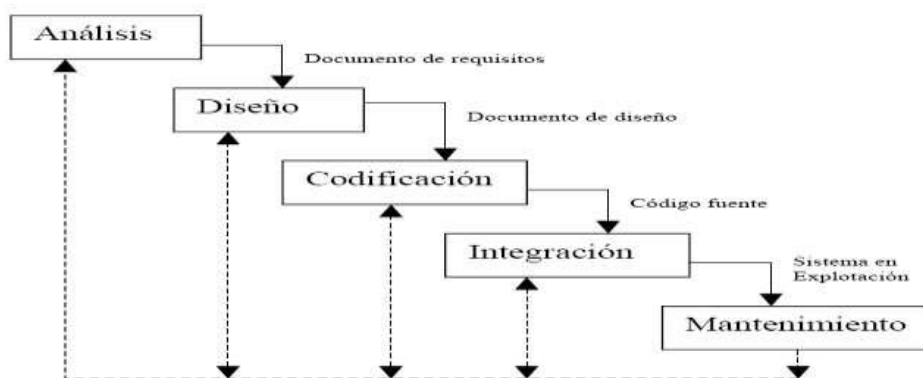 Análisis
Documento de requisitos
Diseño
Documento de diseño
Codificación
Código fuente
Integración
Sistema en
Explotación
Mantenimiento